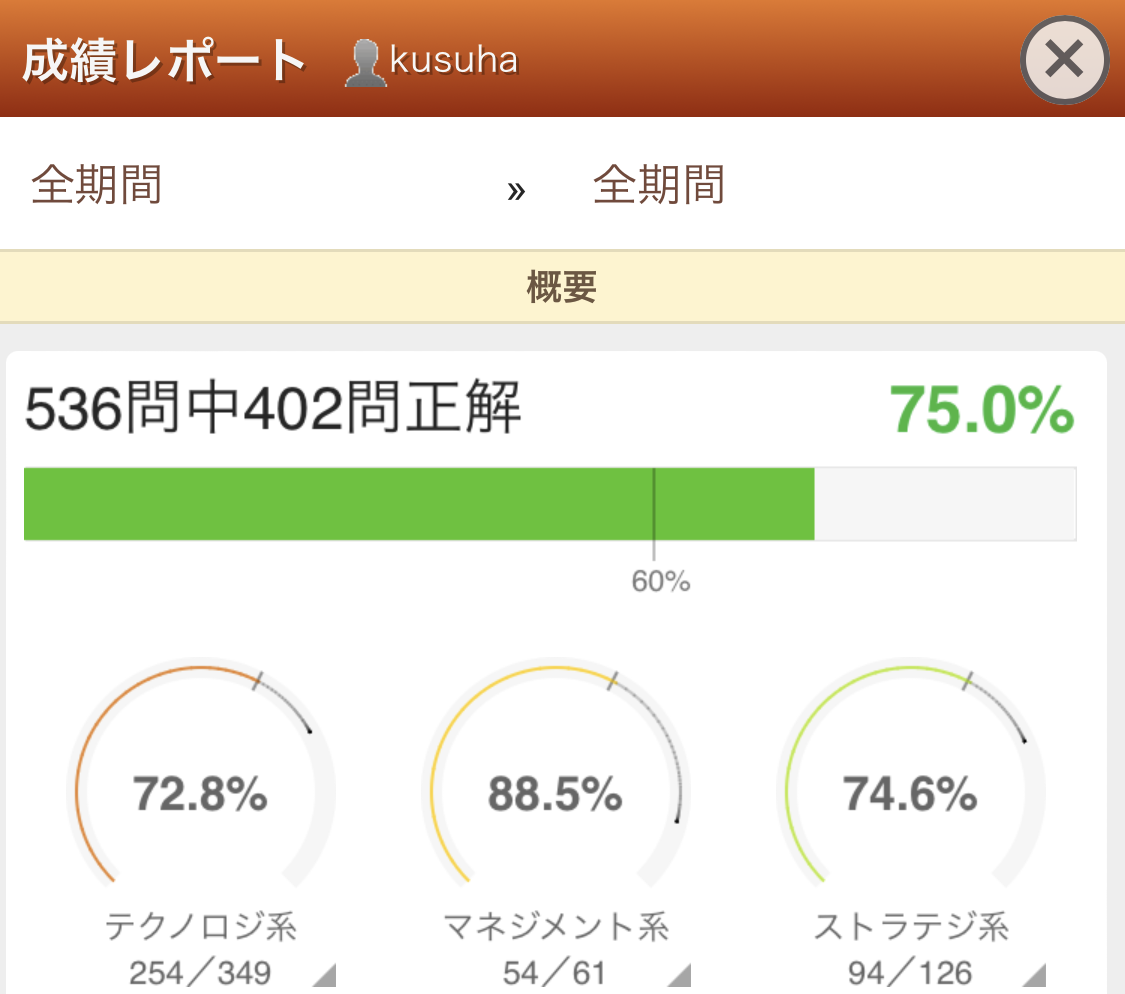 成績レポート kusuha
全期間 » 全期間
概要
536問中402問正解 75.0%
60%
72.8% 88.5% 74.6%
テクノロジ系 マネジメント系 ストラテジ系
254／349 54／61 94／126